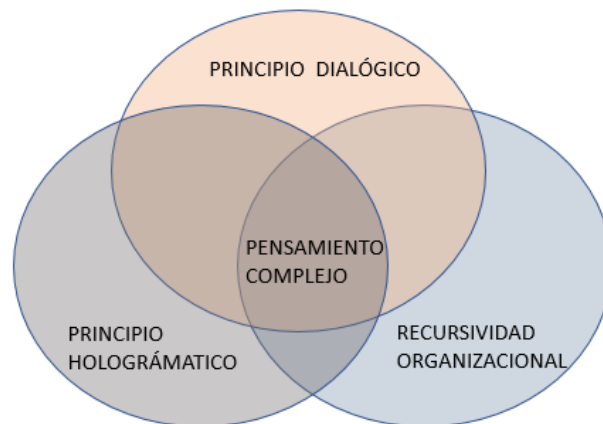 PRINCIPIO DIALÓGICO
PENSAMIENTO
COMPLEJO
PRINCIPIO
HOLOGRÁMATICO
RECURSIVIDAD
ORGANIZACIONAL